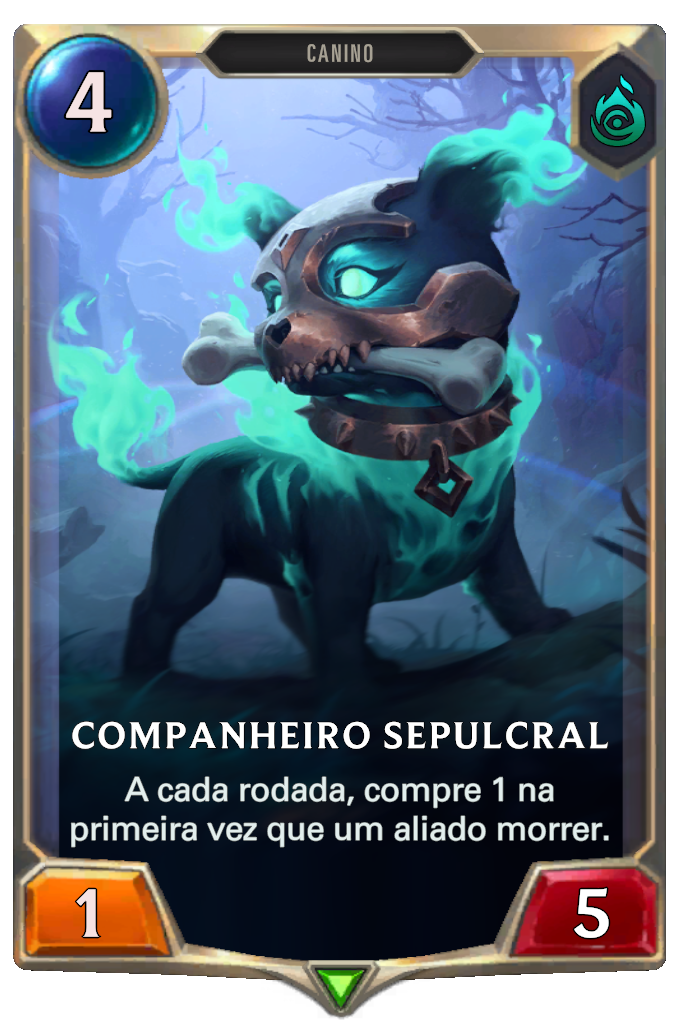 CANINO
4
COMPANHEIRO SEPULCRAL
A cada rodada, compre 1 na
primeira vez que um aliado morrer.
1
5